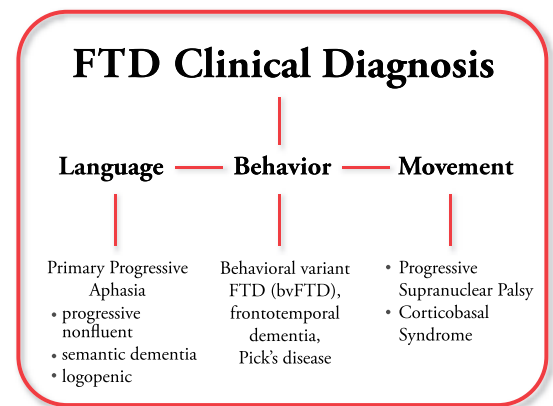 FTD Clinical Diagnosis
Language
Behavior
Movement
Primary Progressive
Aphasia
• progressive
nonfluent
• semantic dementia
• logopenic
Behavioral variant
FTD (bvFTD),
frontotemporal
dementia,
Pick's disease
• Progressive
Supranuclear Palsy
• Corticobasal
Syndrome